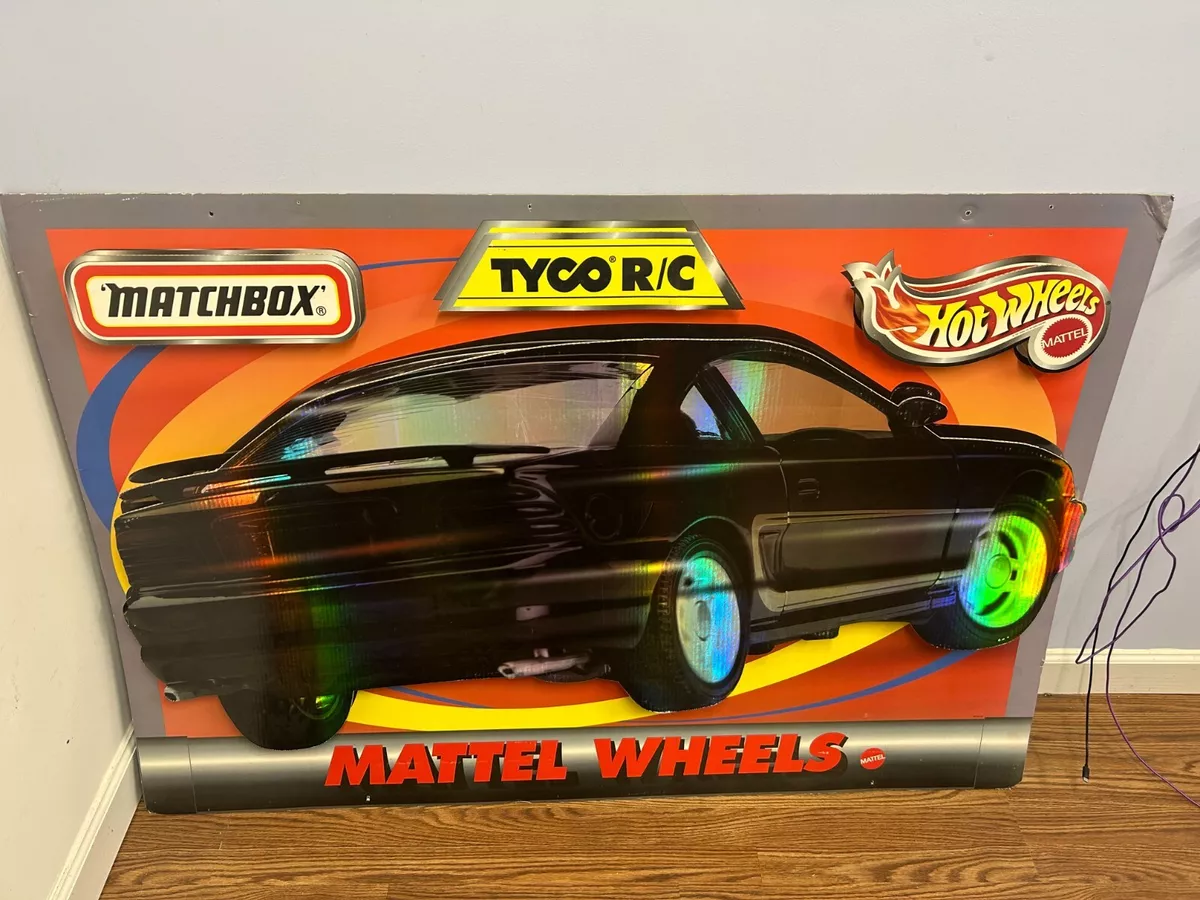 'MATCHBOX'®
TYCO® R/C
HOT WHEELS
MATTEL
MATTEL WHEELS
MATTEL